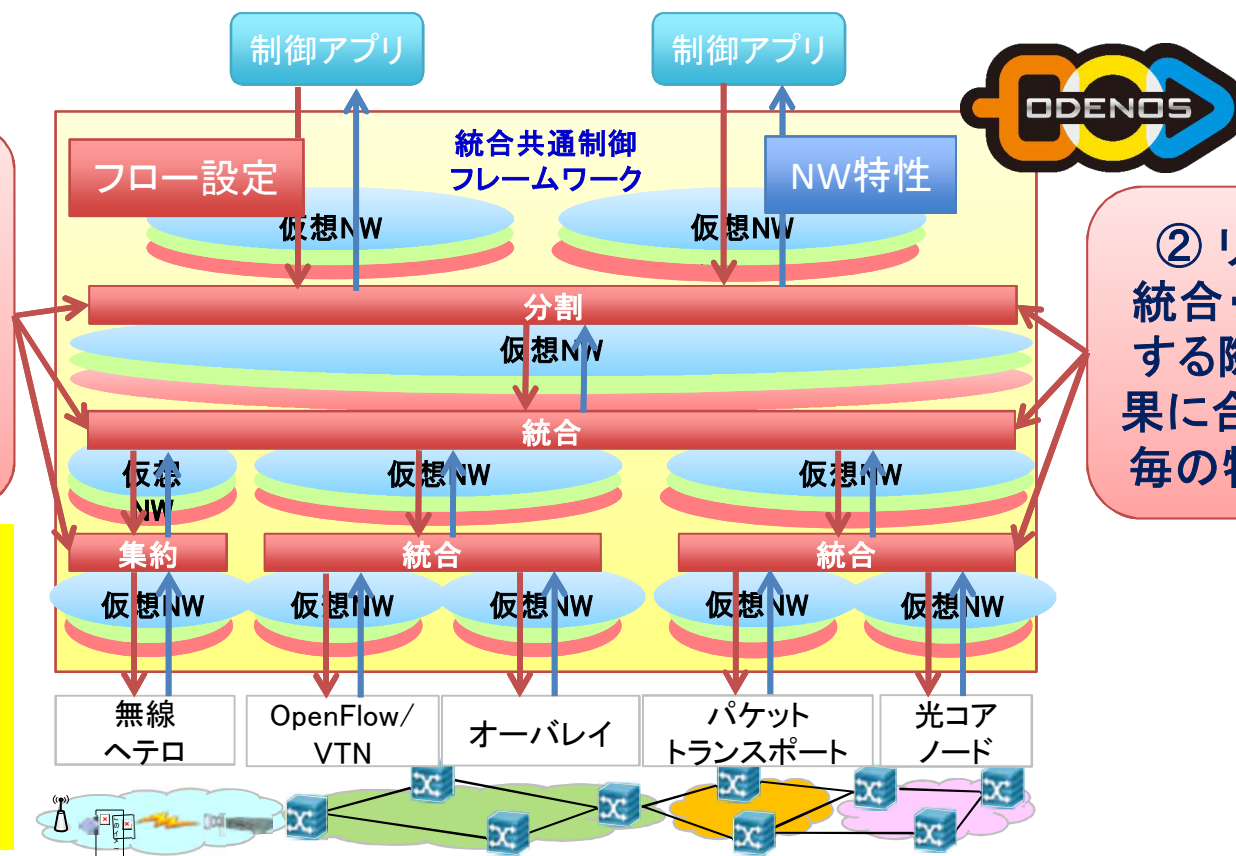 制御アプリ
制御アプリ
ODENOS
統合共通制御
フレームワーク
フロー設定
NW特性
仮想NW
仮想NW
② リ
統合
する際
果に合
毎の特
分割
仮想NW
統合
仮想
NW
仮想NW
仮想NW
集約
統合
統合
仮想NW
仮想NW
仮想NW
仮想NW
仮想NW
無線
ヘテロ
OpenFlow/
VTN
オーバレイ
パケット
トランスポート
光コア
ノード